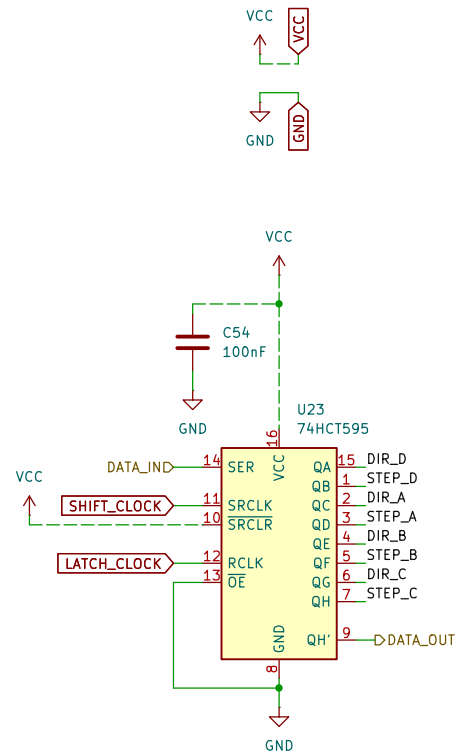 VCC
VCC
GND
GND
VCC
C54
100nF
GND
U23
74HCT595
16
VCC
DATA_IN 14 SER QA 15 DIR_D
QB 1 STEP_D
VCC
SHIFT_CLOCK 11 SRCLK QC 2 DIR_A
10 SRCLR QD 3 STEP_A
QE 4 DIR_B
LATCH_CLOCK 12 RCLK QF 5 STEP_B
13 OE QG 6 DIR_C
QH 7 STEP_C
GND
QH' 9 DATA_OUT
8
GND